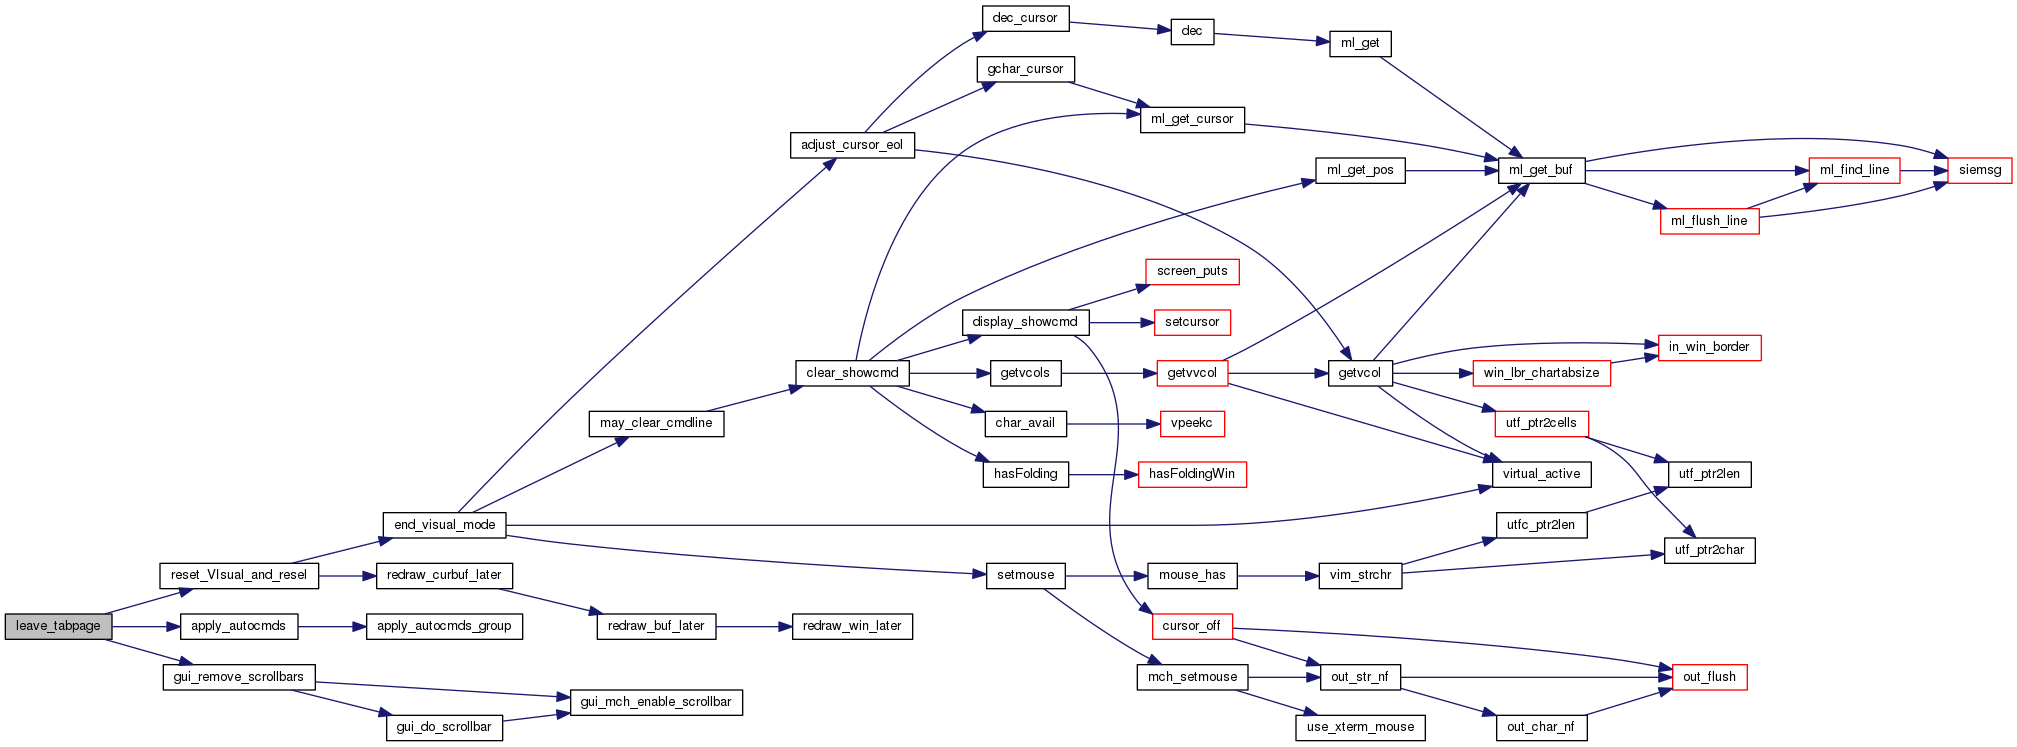 leave_tabpage
reset_VIsual_and_resel
apply_autocmds
gui_remove_scrollbars
end_visual_mode
redraw_curbuf_later
apply_autocmds_group
gui_do_scrollbar
may_clear_cmdline
redraw_buf_later
gui_mch_enable_scrollbar
adjust_cursor_eol
clear_showcmd
redraw_win_later
dec_cursor
gchar_cursor
display_showcmd
getvcols
char_avail
hasFolding
setmouse
dec
ml_get_cursor
screen_puts
setcursor
getvvcol
vpeekc
hasFoldingWin
mouse_has
cursor_off
mch_setmouse
ml_get
ml_get_pos
getvcol
vim_strchr
out_str_nf
use_xterm_mouse
ml_get_buf
win_lbr_chartabsize
utf_ptr2cells
virtual_active
utfc_ptr2len
out_char_nf
ml_flush_line
in_win_border
utf_ptr2len
utf_ptr2char
out_flush
ml_find_line
siemsg